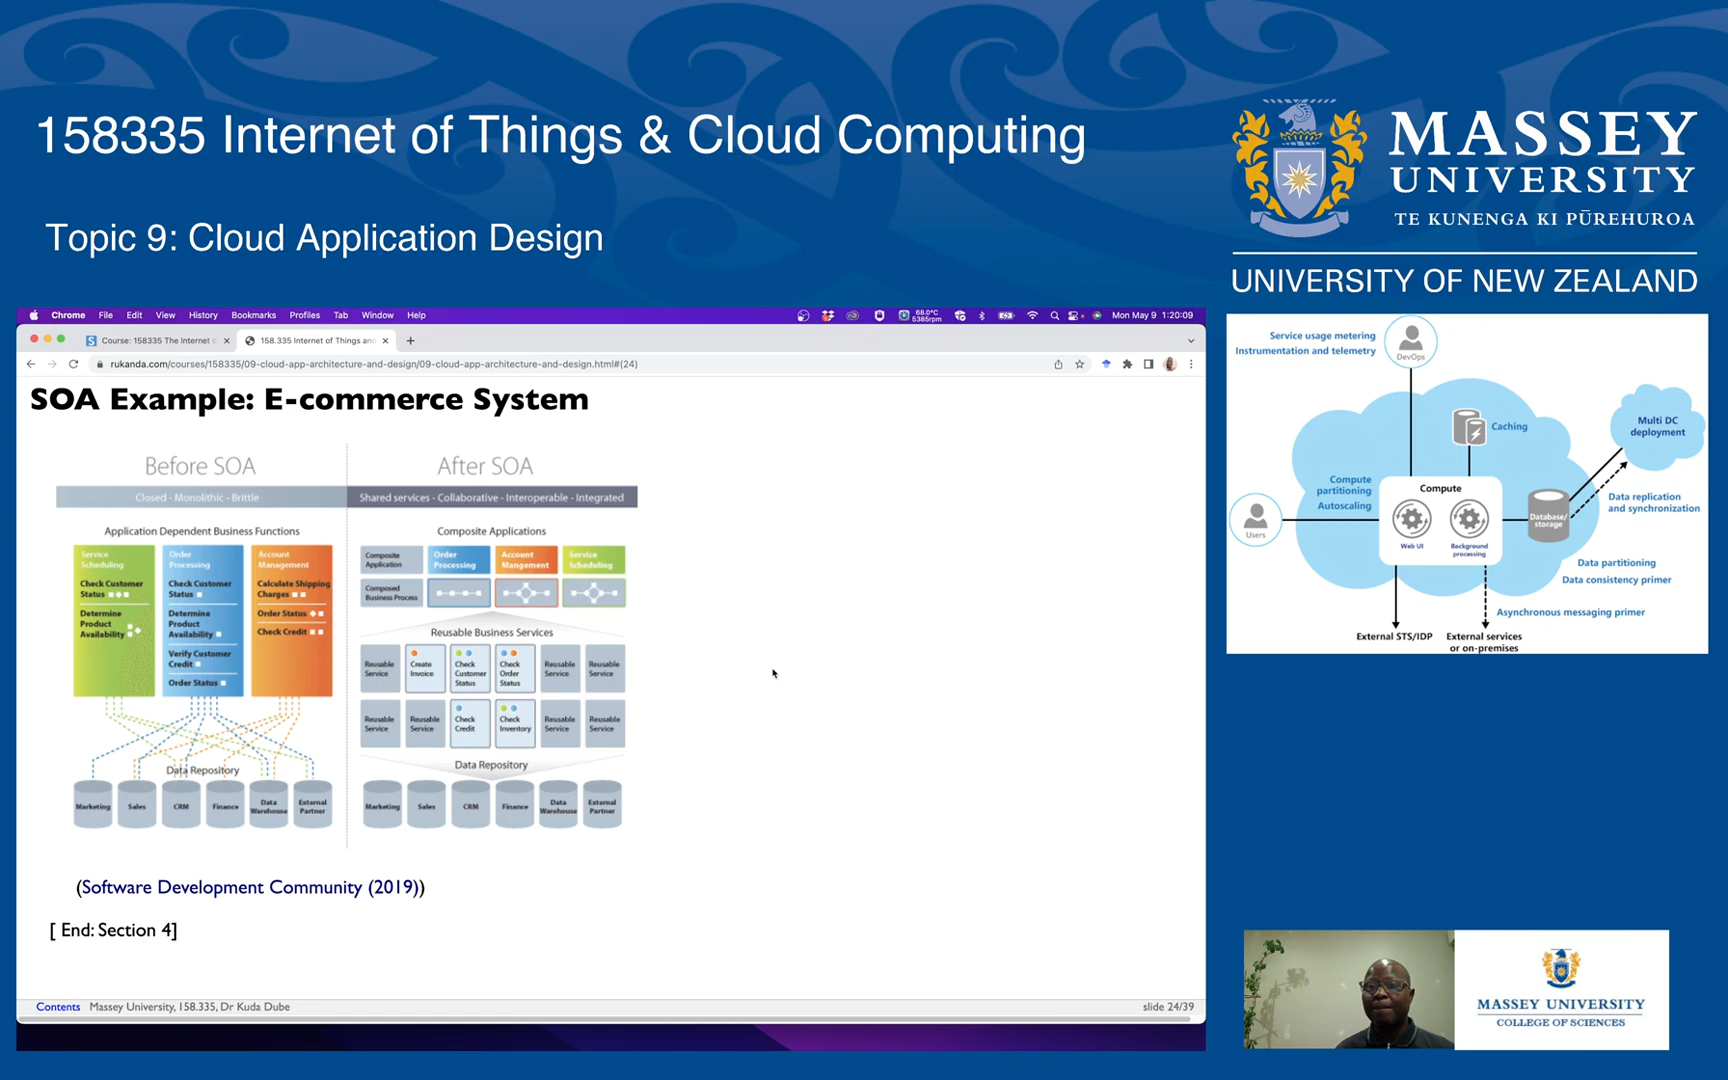 158335 Internet of Things & Cloud Computing
Topic 9: Cloud Application Design
MASSEY
UNIVERSITY
TE KUNENGA KI PŪREHUROA
UNIVERSITY OF NEW ZEALAND
Chrome File Edit View History Bookmarks Profiles Tab Window Help
68.0°C
5385rpm
Mon May 9 1:20:09
Course: 158335 The Internet o
158.335 Internet of Things and
rukanda.com/courses/158335/09-cloud-app-architecture-and-design/09-cloud-app-architecture-and-design.html#(24)
SOA Example: E-commerce System
Before SOA
Closed - Monolithic - Brittle
Application Dependent Business Functions
Service
Scheduling
Check Customer
Status
Determine
Product
Availability
Order
Processing
Check Customer
Status
Determine
Product
Availability
Verify Customer
Credit
Order Status
Account
Management
Calculate Shipping
Charges
Order Status
Check Credit
Data Repository
Marketing
Sales
CRM
Finance
Data
Warehouse
External
Partner
After SOA
Shared services - Collaborative - Interoperable - Integrated
Composite Applications
Composite
Application
Order
Processing
Account
Mangement
Service
Scheduling
Composed
Business Process
Reusable Business Services
Reusable
Service
Create
Invoice
Check
Customer
Status
Check
Order
Status
Reusable
Service
Reusable
Service
Reusable
Service
Reusable
Service
Check
Credit
Check
Inventory
Reusable
Service
Reusable
Service
Data Repository
Marketing
Sales
CRM
Finance
Data
Warehouse
External
Partner
(Software Development Community (2019))
[ End: Section 4]
Contents Massey University, 158.335, Dr Kuda Dube
slide 24/39
Service usage metering
Instrumentation and telemetry
DevOps
Caching
Multi DC
deployment
Compute
partitioning
Autoscaling
Compute
Web UI
Background
processing
Users
Database/
storage
Data replication
and synchronization
Data partitioning
Data consistency primer
Asynchronous messaging primer
External STS/IDP
External services
or on-premises
MASSEY UNIVERSITY
COLLEGE OF SCIENCES